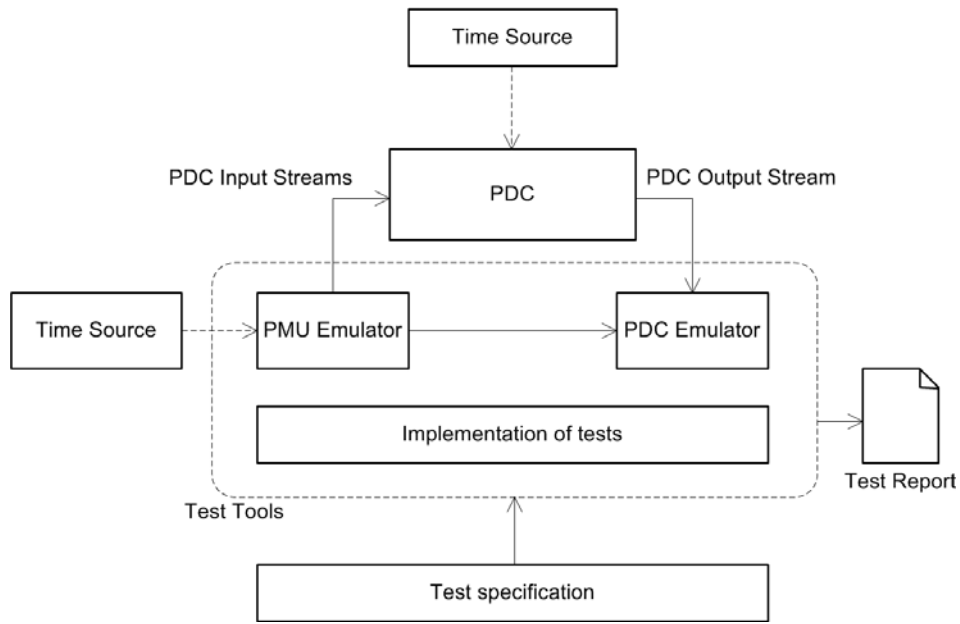 Time Source
PDC Input Streams
PDC
PDC Output Stream
Time Source
PMU Emulator
PDC Emulator
Implementation of tests
Test Report
Test Tools
Test specification